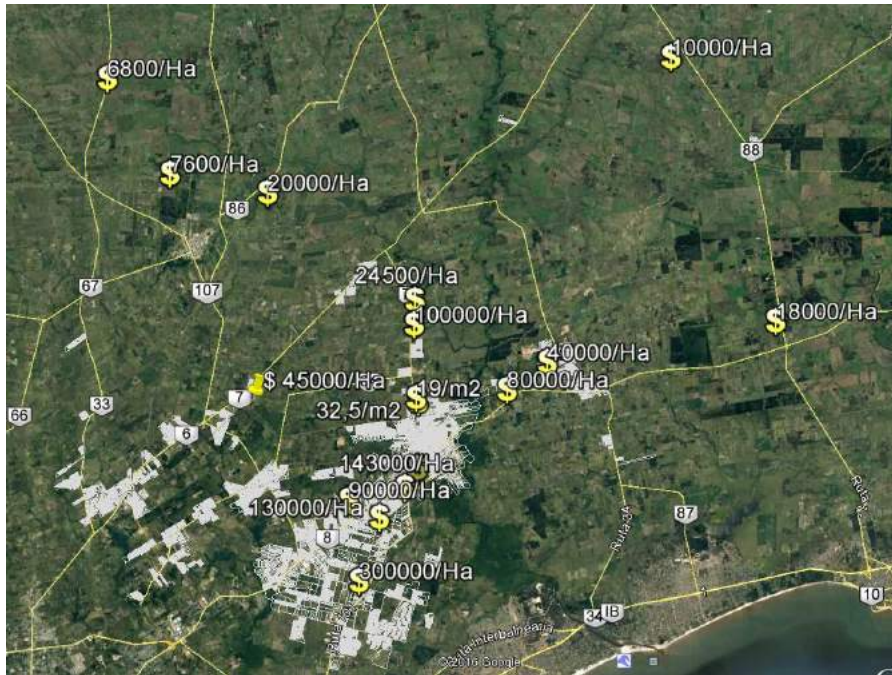 6800/Ha
10000/Ha
88
7600/Ha
20000/Ha
86
67
107
24500/Ha
100000/Ha
18000/Ha
40000/Ha
$ 45000/Ha
80000/Ha
19/m2
32,5/m2
7
33
66
6
143000/Ha
90000/Ha
130000/Ha
87
8
300000/Ha
10
34
IB
Ruta Interbalnearia
© 2016 Google